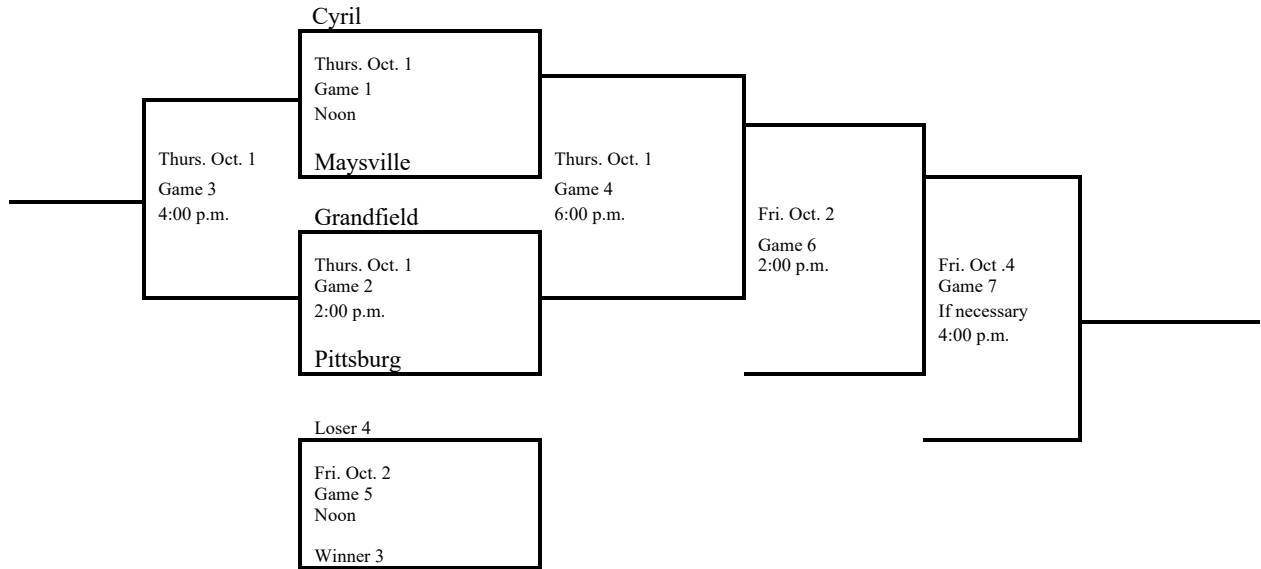 Cyril
Thurs. Oct. 1
Game 1
Noon
Maysville
Thurs. Oct. 1
Game 3
4:00 p.m.
Thurs. Oct. 1
Game 4
6:00 p.m.
Grandfield
Thurs. Oct. 1
Game 2
2:00 p.m.
Pittsburg
Fri. Oct. 2
Game 6
2:00 p.m.
Fri. Oct .4
Game 7
If necessary
4:00 p.m.
Loser 4
Fri. Oct. 2
Game 5
Noon
Winner 3